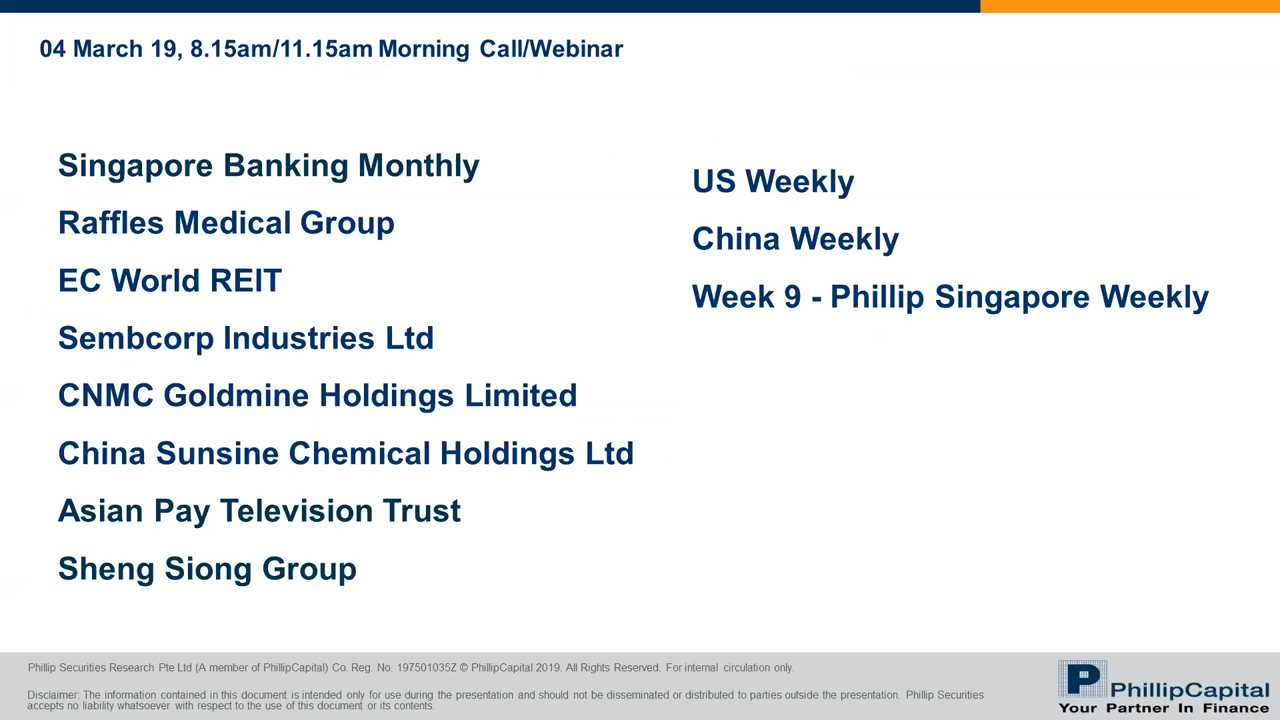 04 March 19, 8.15am/11.15am Morning Call/Webinar
Singapore Banking Monthly
Raffles Medical Group
EC World REIT
Sembcorp Industries Ltd
CNMC Goldmine Holdings Limited
China Sunsine Chemical Holdings Ltd
Asian Pay Television Trust
Sheng Siong Group
US Weekly
China Weekly
Week 9 - Phillip Singapore Weekly
Phillip Securities Research Pte Ltd (A member of PhillipCapital) Co. Reg. No. 197501035Z © PhillipCapital 2019. All Rights Reserved. For internal circulation only.
Disclaimer: The information contained in this document is intended only for use during the presentation and should not be disseminated or distributed to parties outside the presentation. Phillip Securities
accepts no liability whatsoever with respect to the use of this document or its contents.
PhillipCapital
Your Partner In Finance